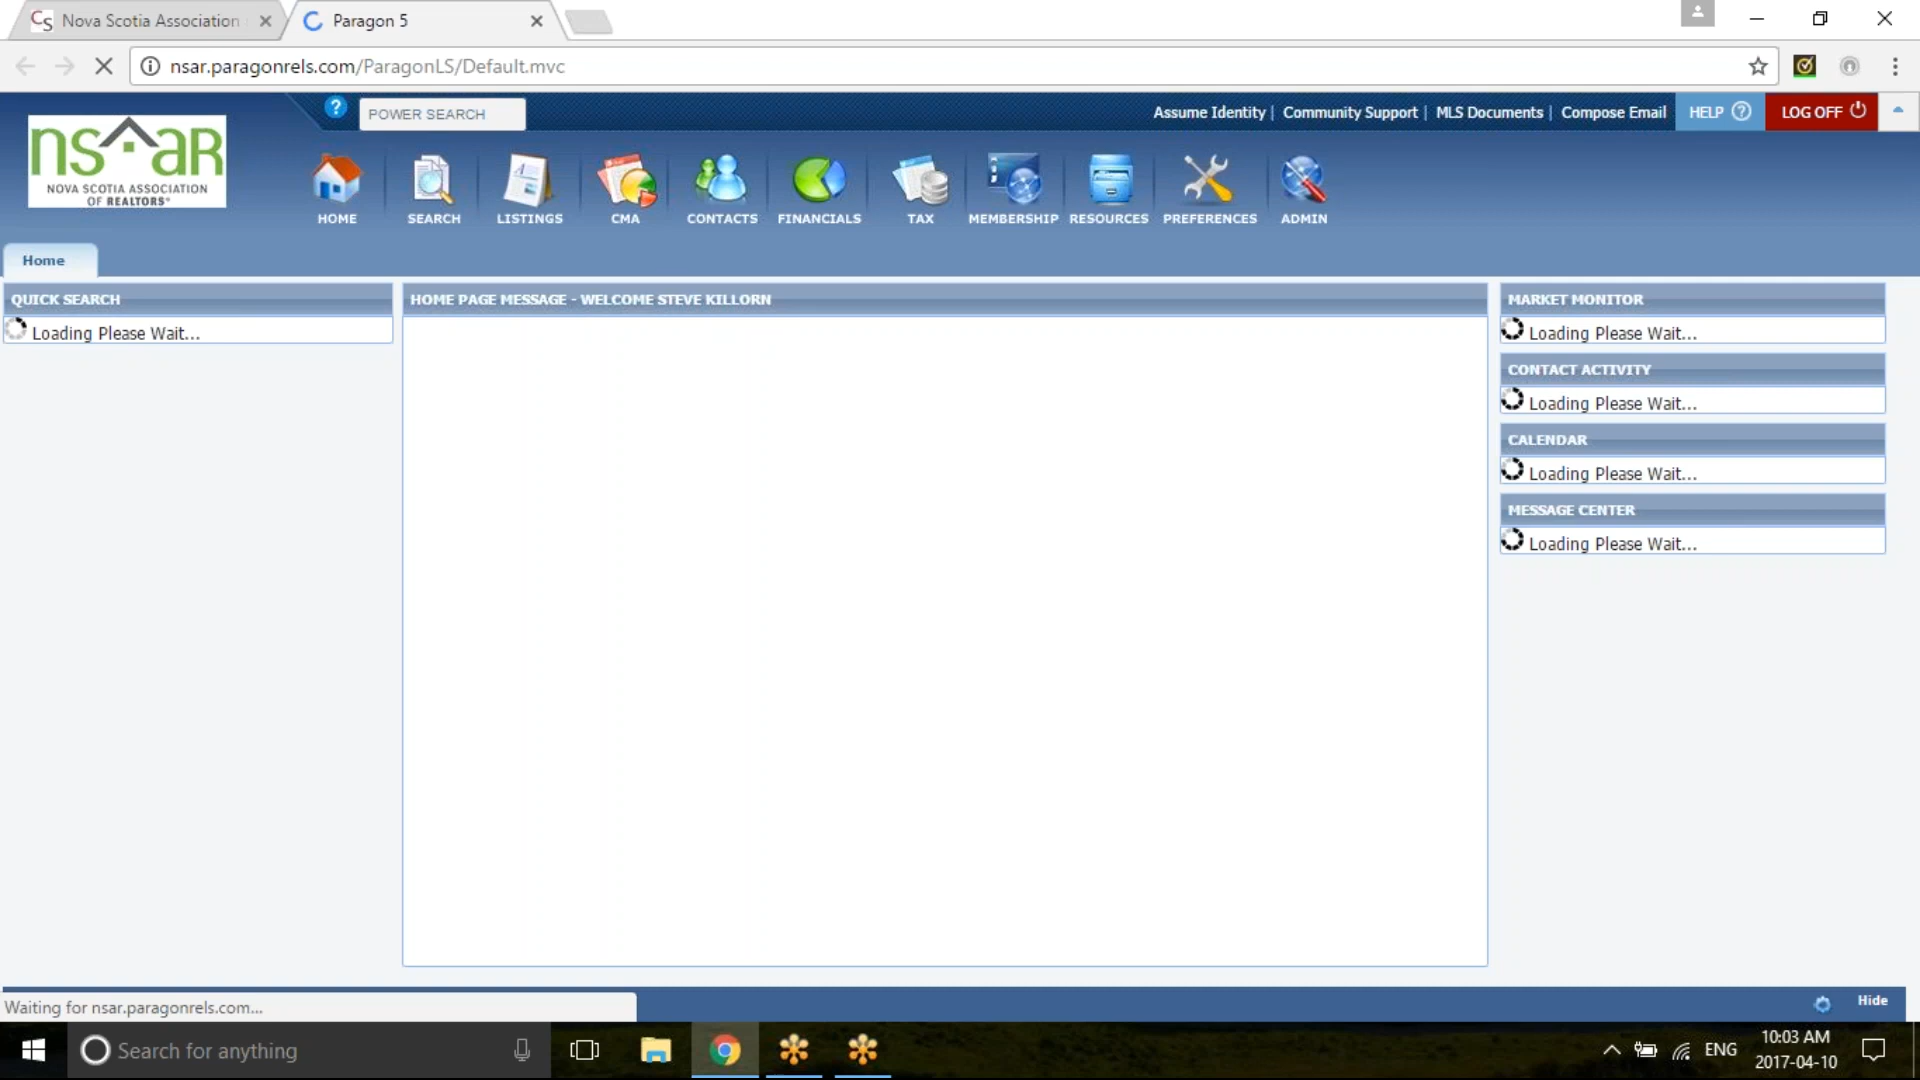 CS Nova Scotia Association
Paragon 5
nsar.paragonrels.com/ParagonLS/Default.mvc
POWER SEARCH
Assume Identity | Community Support | MLS Documents | Compose Email
HELP ?
LOG OFF
nsaR
NOVA SCOTIA ASSOCIATION
OF REALTORS®
HOME
SEARCH
LISTINGS
CMA
CONTACTS
FINANCIALS
TAX
MEMBERSHIP
RESOURCES
PREFERENCES
ADMIN
Home
QUICK SEARCH
Loading Please Wait...
HOME PAGE MESSAGE - WELCOME STEVE KILLORN
MARKET MONITOR
Loading Please Wait...
CONTACT ACTIVITY
Loading Please Wait...
CALENDAR
Loading Please Wait...
MESSAGE CENTER
Loading Please Wait...
Waiting for nsar.paragonrels.com...
Hide
Search for anything
ENG
10:03 AM
2017-04-10